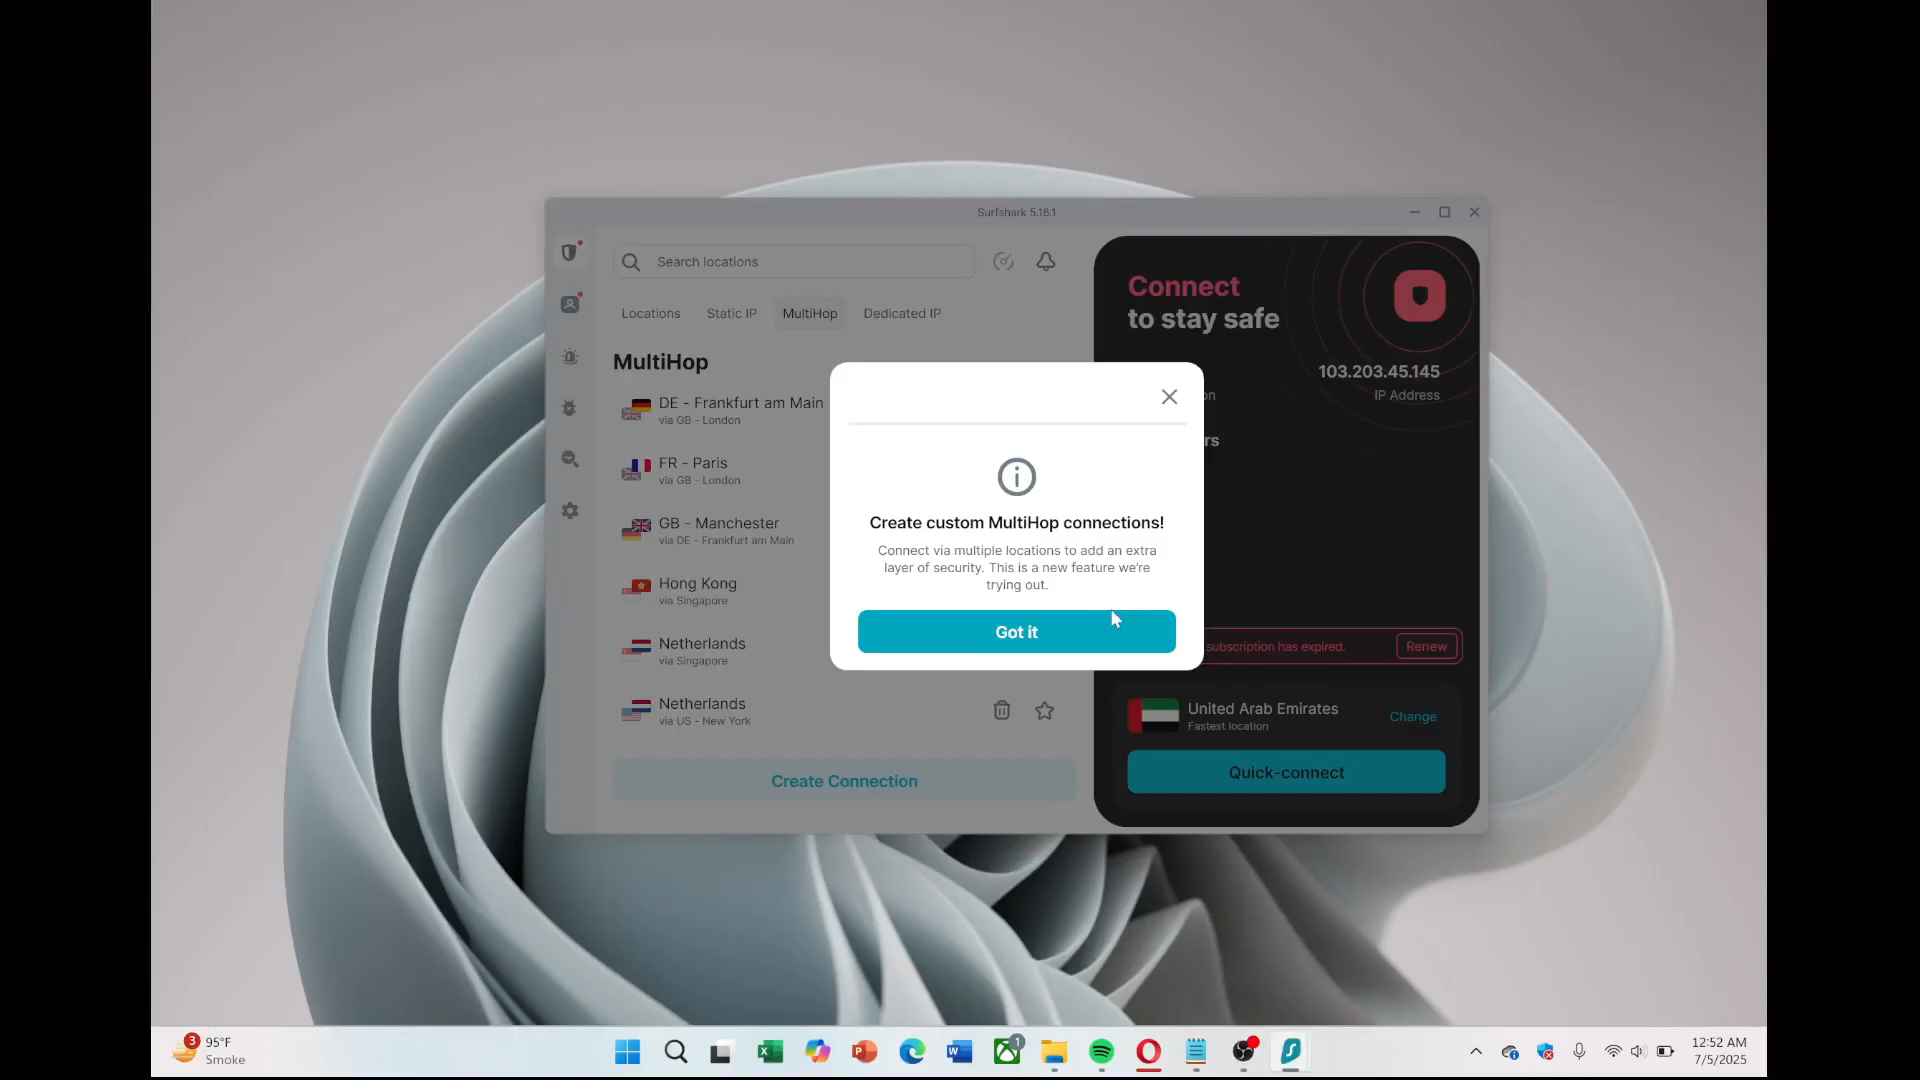 Surfshark 5.16.1
Search locations
Locations
Static IP
MultiHop
Dedicated IP
MultiHop
DE - Frankfurt am Main
via GB - London
FR - Paris
via GB - London
GB - Manchester
via DE - Frankfurt am Main
Hong Kong
via Singapore
Netherlands
via Singapore
Netherlands
via US - New York
Create Connection
Create custom MultiHop connections!
Connect via multiple locations to add an extra
layer of security. This is a new feature we're
trying out.
Got it
Connect
to stay safe
103.203.45.145
IP Address
subscription has expired.
Renew
United Arab Emirates
Fastest location
Change
Quick-connect
3
95°F
Smoke
1
12:52 AM
7/5/2025